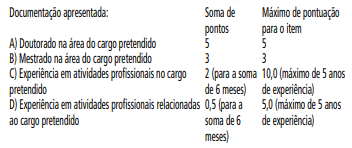 Documentação apresentada: Soma de Máximo de pontuação
pontos para o item
A) Doutorado na área do cargo pretendido 5 5
B) Mestrado na área do cargo pretendido 3 3
C) Experiência em atividades profissionais no cargo 2 (para a soma 10,0 (máximo de 5 anos
pretendido de 6 meses) de experiência)
D) Experiência em atividades profissionais relacionadas 0,5 (para a 5,0 (máximo de 5 anos
ao cargo pretendido soma de 6 de experiência)
meses)